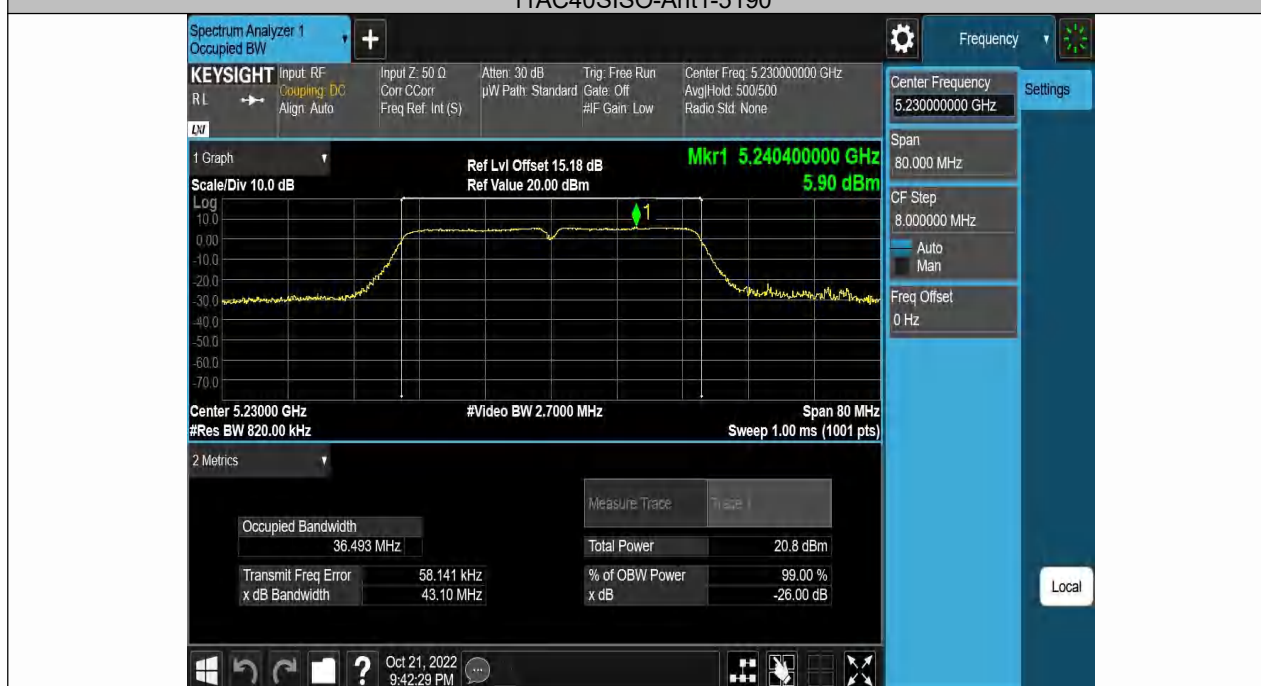 11AC40SISO-Ant1-5190
Spectrum Analyzer 1
Occupied BW
+
Frequency
KEYSIGHT
RL
LXI
Input: RF
Coupling: DC
Align: Auto
Input Z: 50 Ω
Corr CCorr
Freq Ref: Int (S)
Atten: 30 dB
µW Path: Standard
Trig: Free Run
Gate: Off
#IF Gain: Low
Center Freq: 5.230000000 GHz
Avg|Hold: 500/500
Radio Std: None
Center Frequency
5.230000000 GHz
Settings
Span
80.000 MHz
CF Step
8.000000 MHz
Auto
Man
Freq Offset
0 Hz
Local
1 Graph
Scale/Div 10.0 dB
Ref Lvl Offset 15.18 dB
Ref Value 20.00 dBm
Mkr1 5.240400000 GHz
5.90 dBm
Log
10.0
0.00
-10.0
-20.0
-30.0
-40.0
-50.0
-60.0
-70.0
1
Center 5.23000 GHz
#Res BW 820.00 kHz
#Video BW 2.7000 MHz
Span 80 MHz
Sweep 1.00 ms (1001 pts)
2 Metrics
Measure Trace Trace 1
Occupied Bandwidth
36.493 MHz
Total Power 20.8 dBm
Transmit Freq Error 58.141 kHz
% of OBW Power 99.00 %
x dB Bandwidth 43.10 MHz
x dB -26.00 dB
?
Oct 21, 2022
9:42:29 PM